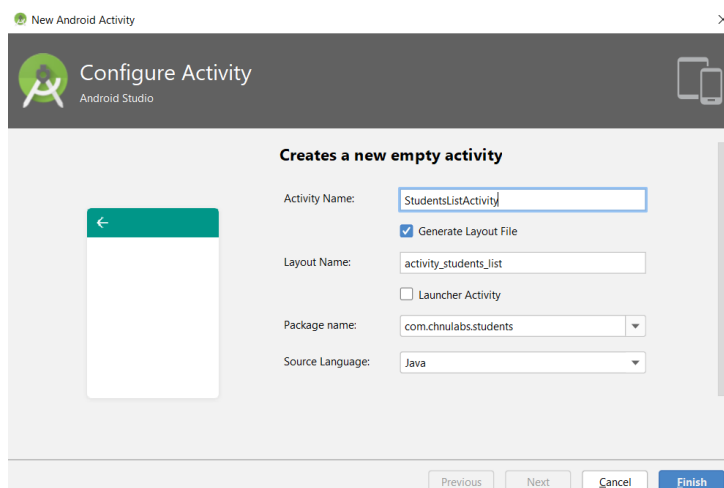 New Android Activity
Configure Activity
Android Studio
Creates a new empty activity
Activity Name: StudentsListActivity
Generate Layout File
Layout Name: activity_students_list
Launcher Activity
Package name: com.chnulabs.students
Source Language: Java
Previous Next Cancel Finish